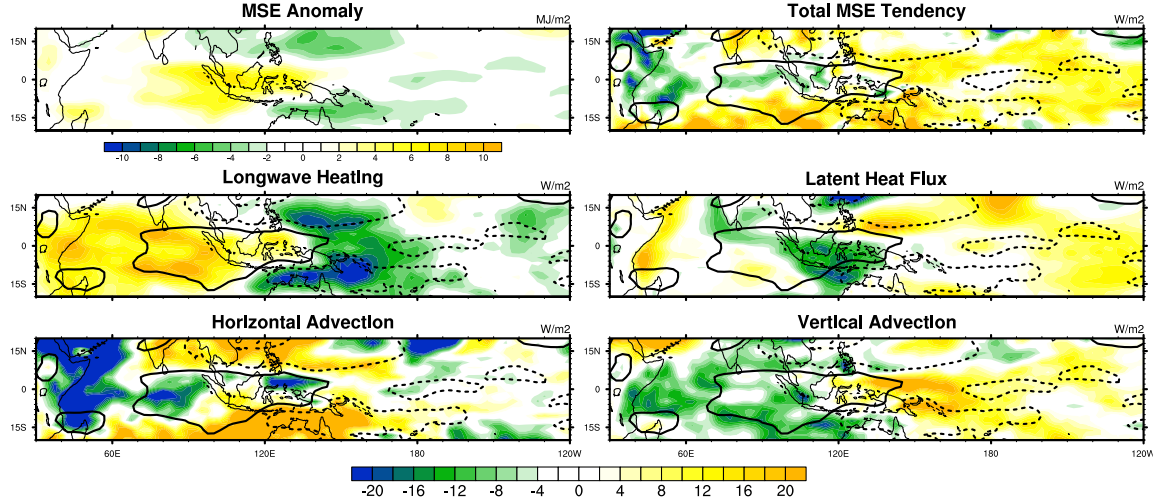 MSE Anomaly
MJ/m2
Total MSE Tendency
W/m2
15N
0
15S
15N
0
15S
-10 -8 -6 -4 -2 0 2 4 6 8 10
Longwave Heating
W/m2
Latent Heat Flux
W/m2
15N
0
15S
15N
0
15S
Horizontal Advection
W/m2
Vertical Advection
W/m2
15N
0
15S
15N
0
15S
60E 120E 180 120W
60E 120E 180 120W
-20 -16 -12 -8 -4 0 4 8 12 16 20